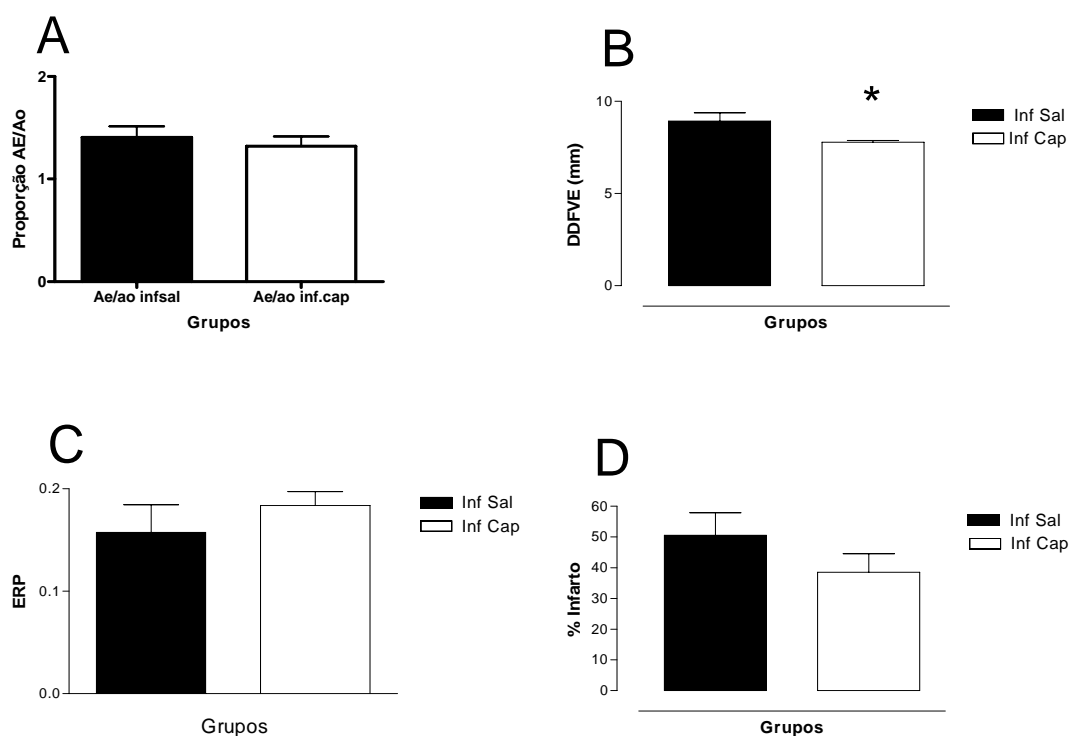 A
Proporção AE/Ao
2
1
0
Ae/ao infsal
Ae/ao inf.cap
Grupos
B
*
DDFVE (mm)
10
5
0
Inf Sal
Inf Cap
Grupos
C
ERP
0.2
0.1
0.0
Inf Sal
Inf Cap
Grupos
D
% Infarto
60
50
40
30
20
10
0
Inf Sal
Inf Cap
Grupos